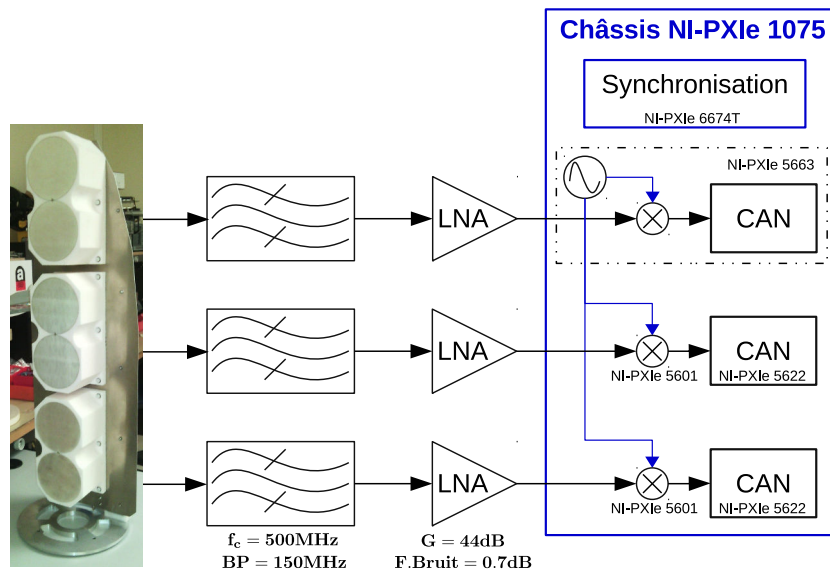 Châssis NI-PXIe 1075
Synchronisation
NI-PXIe 6674T
NI-PXIe 5663
LNA
CAN
LNA
CAN
NI-PXIe 5601
NI-PXIe 5622
LNA
CAN
NI-PXIe 5601
NI-PXIe 5622
f_c = 500MHz
BP = 150MHz
G = 44dB
F.Bruit = 0.7dB